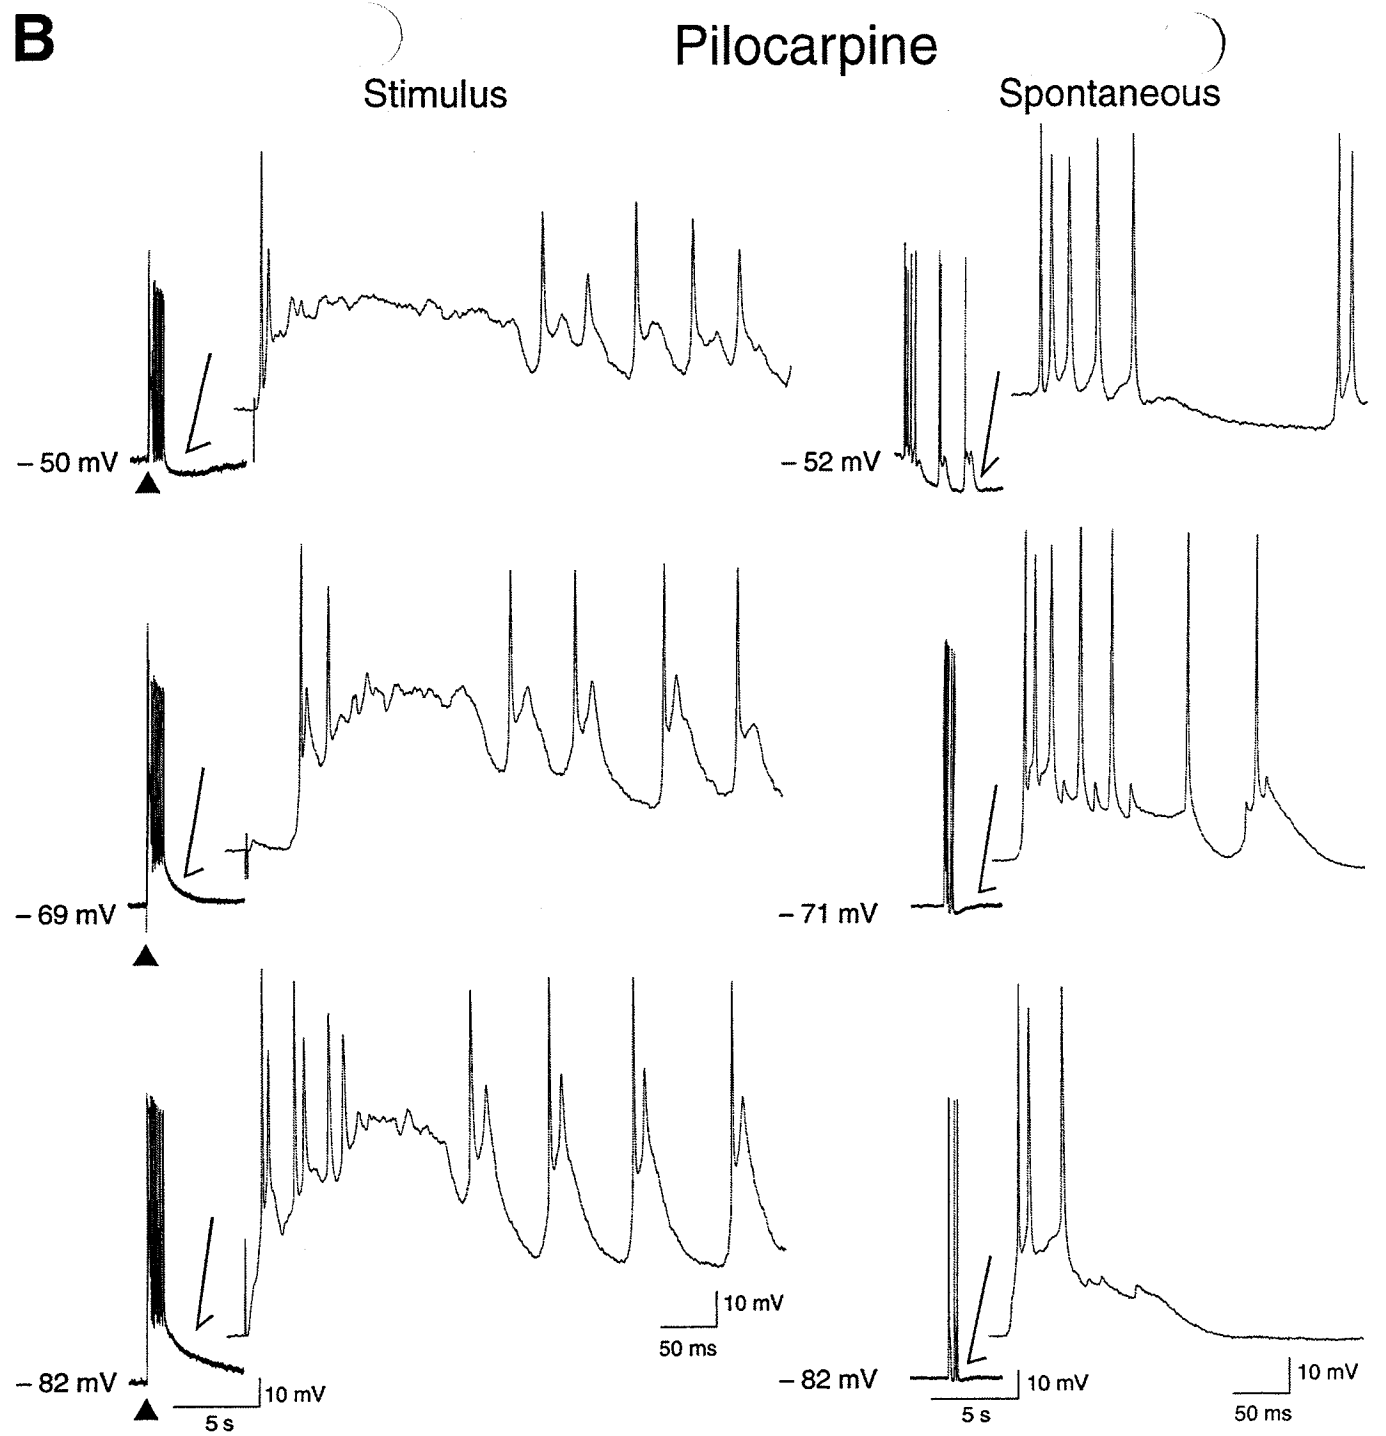 B
Pilocarpine
Stimulus
Spontaneous
– 50 mV
– 52 mV
– 69 mV
– 71 mV
10 mV
50 ms
– 82 mV
10 mV
5 s
– 82 mV
10 mV
5 s
10 mV
50 ms